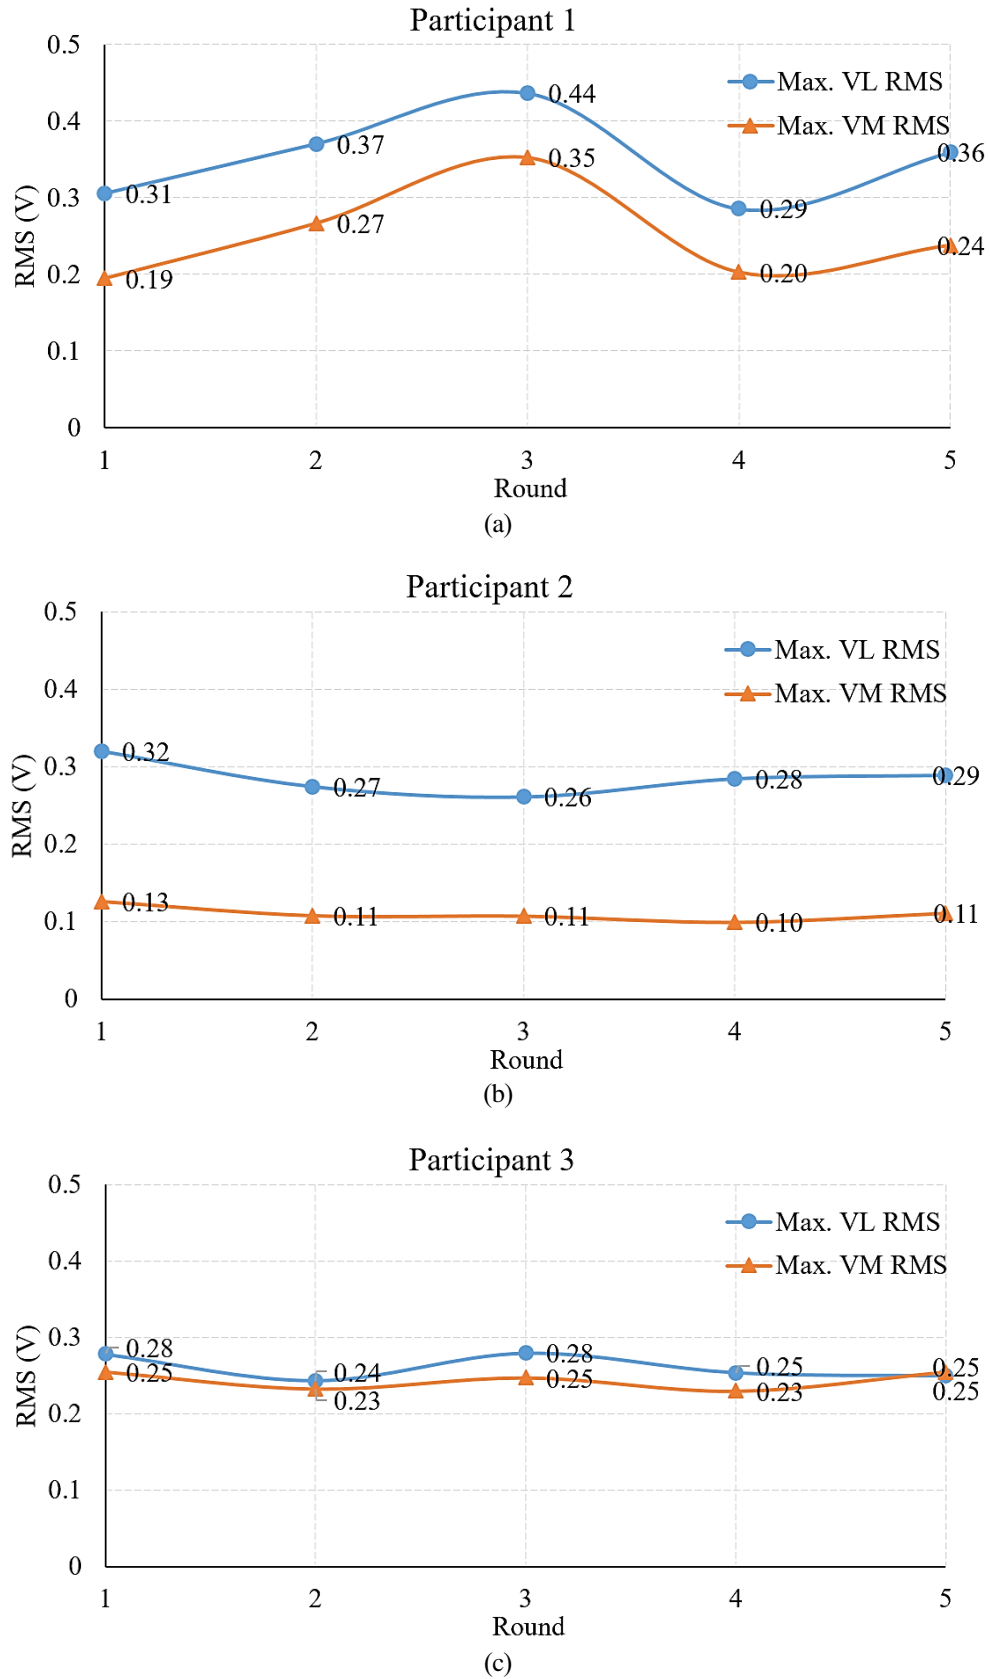 Participant 1
0.5
Max. VL RMS
0.44
0.4
Max. VM RMS
0.37
0.36
0.35
0.31
0.3
0.29
0.27
0.24
RMS (V)
0.2
0.20
0.19
0.1
0
1 2 3 4 5
Round
(a)
Participant 2
0.5
Max. VL RMS
0.4
Max. VM RMS
0.32
0.3
0.27
0.26
0.28
0.29
RMS (V)
0.2
0.13
0.11
0.11
0.10
0.11
0.1
0
1 2 3 4 5
Round
(b)
Participant 3
0.5
Max. VL RMS
0.4
Max. VM RMS
0.3
0.28
0.24
0.28
0.25
0.25
0.25
0.23
0.25
0.23
0.25
RMS (V)
0.2
0.1
0
1 2 3 4 5
Round
(c)